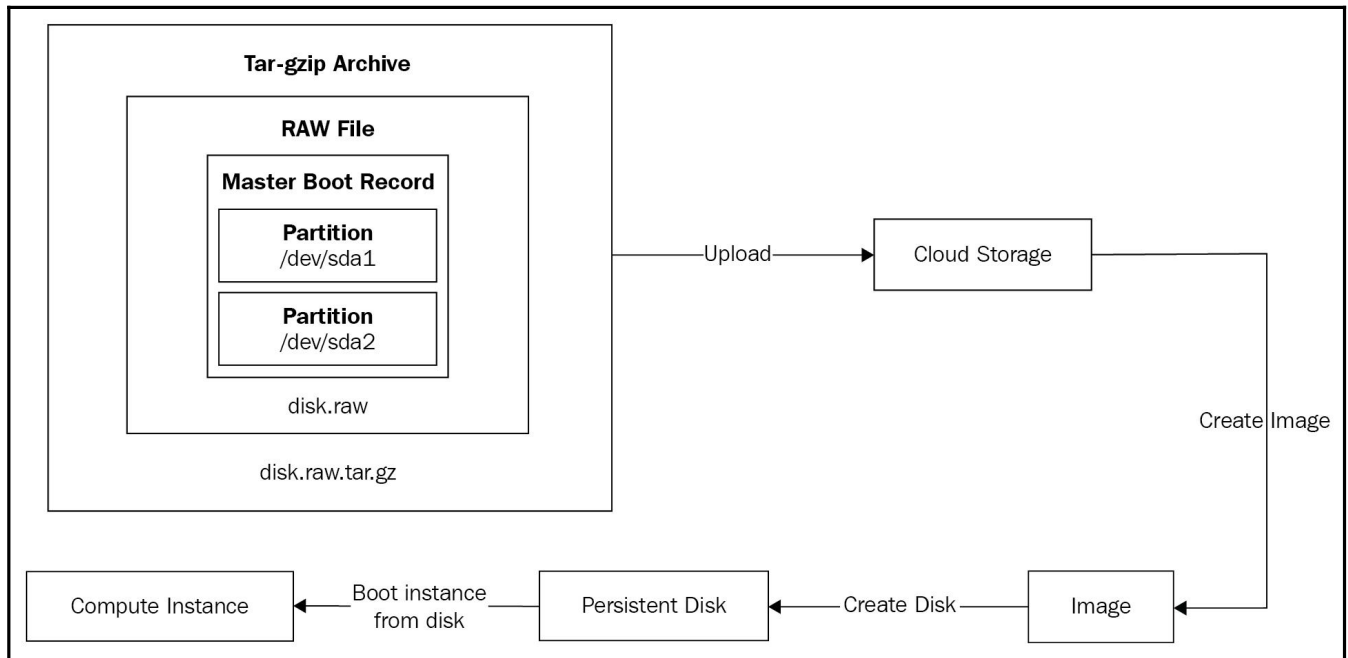 Tar-gzip Archive
RAW File
Master Boot Record
Partition
/dev/sda1
Partition
/dev/sda2
disk.raw
disk.raw.tar.gz
Upload
Cloud Storage
Create Image
Image
Create Disk
Persistent Disk
Boot instance
from disk
Compute Instance